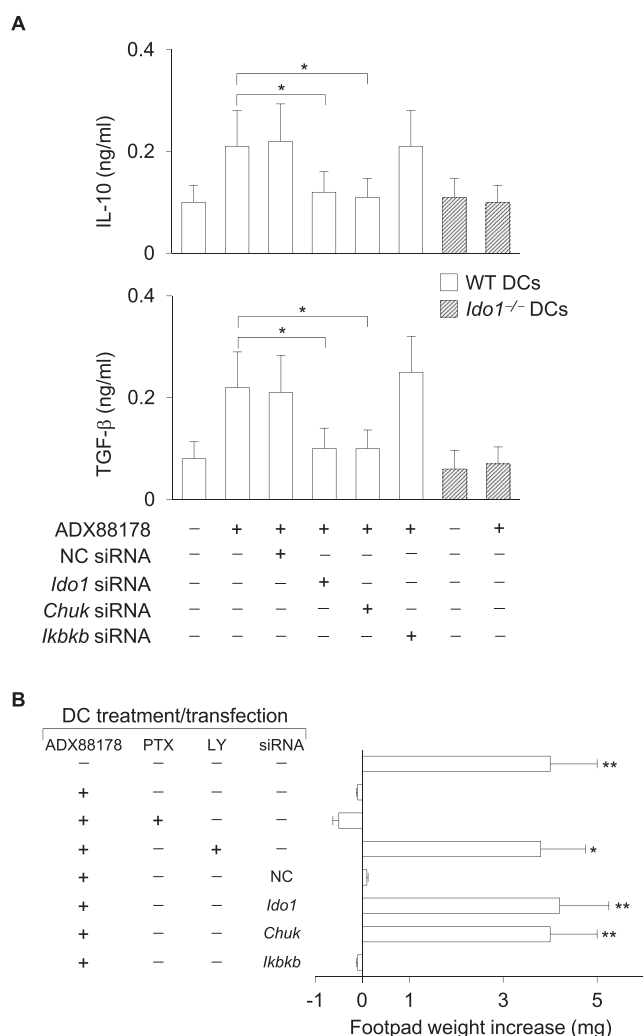 A
0.4
*
*
IL-10 (ng/ml)
0.2
0
WT DCs
Ido1–/– DCs
0.4
*
*
TGF-β (ng/ml)
0.2
0
ADX88178 – + + + + + – +
NC siRNA – – + – – – – –
Ido1 siRNA – – – + – – – –
Chuk siRNA – – – – + – – –
Ikbkb siRNA – – – – – + – –
B
DC treatment/transfection
ADX88178 PTX LY siRNA
– – – – **
+ – – –
+ + – –
+ – + – *
+ – – NC
+ – – Ido1 **
+ – – Chuk **
+ – – Ikbkb
-1 0 1 3 5
Footpad weight increase (mg)